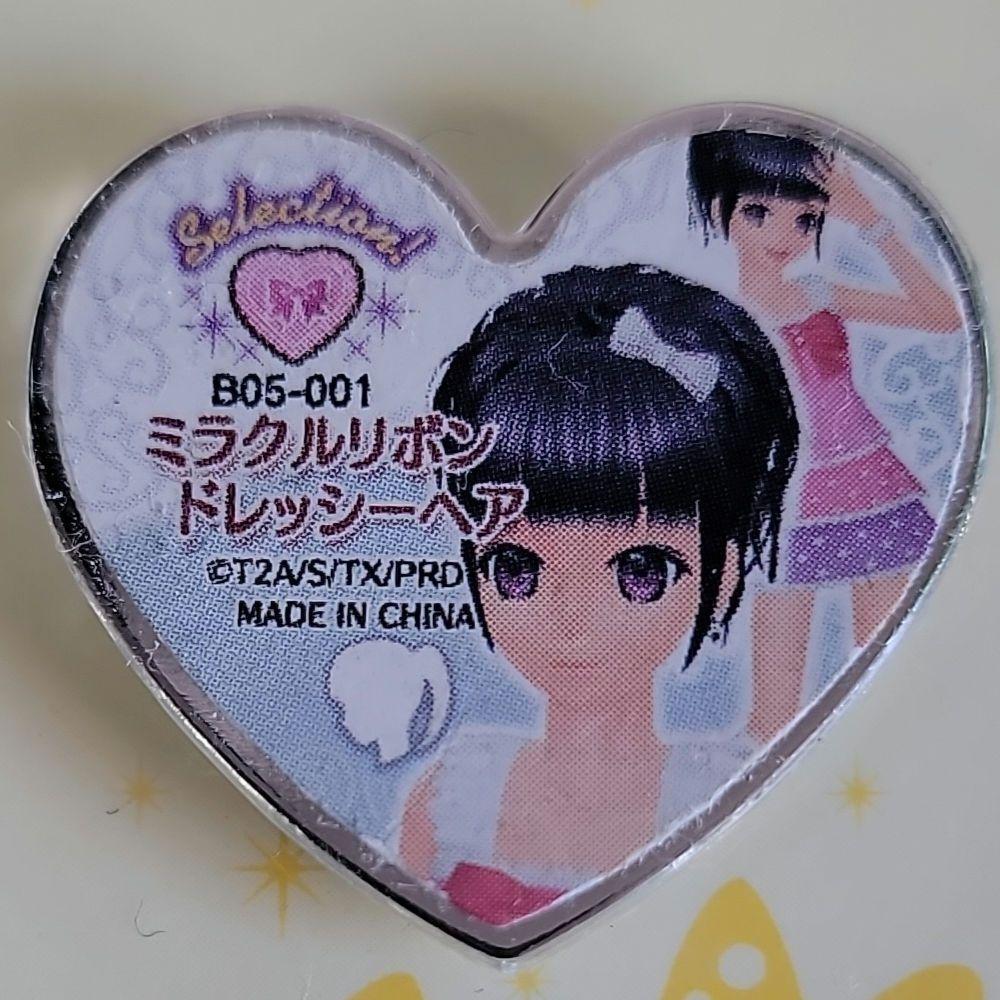 Selection!
B05-001
ミラクルリボン
ドレッシーヘア
©T2A/S/TX/PRD
MADE IN CHINA